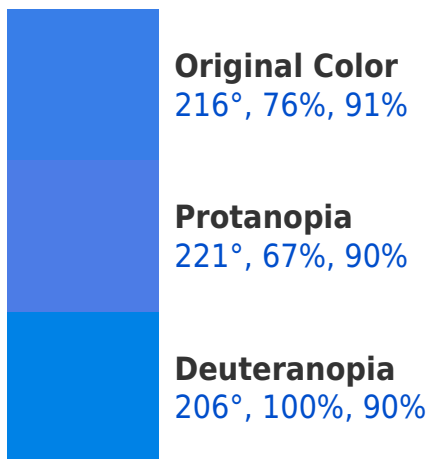 Original Color
216°, 76%, 91%
Protanopia
221°, 67%, 90%
Deuteranopia
206°, 100%, 90%